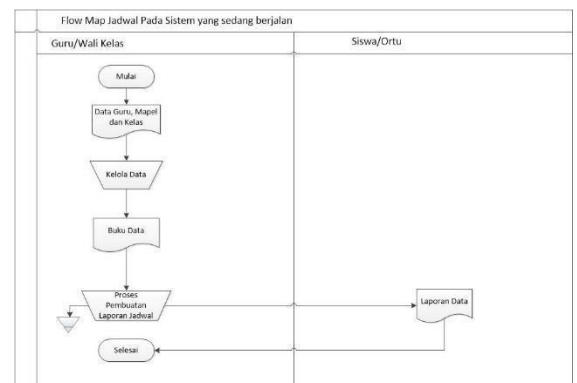 Flow Map Jadwal Pada Sistem yang sedang berjalan
Guru/Wali Kelas
Siswa/Ortu
Mulai
Data Guru, Mapel
dan Kelas
Kelola Data
Buku Data
Proses
Pembuatan
Laporan Jadwal
Laporan Data
Selesai